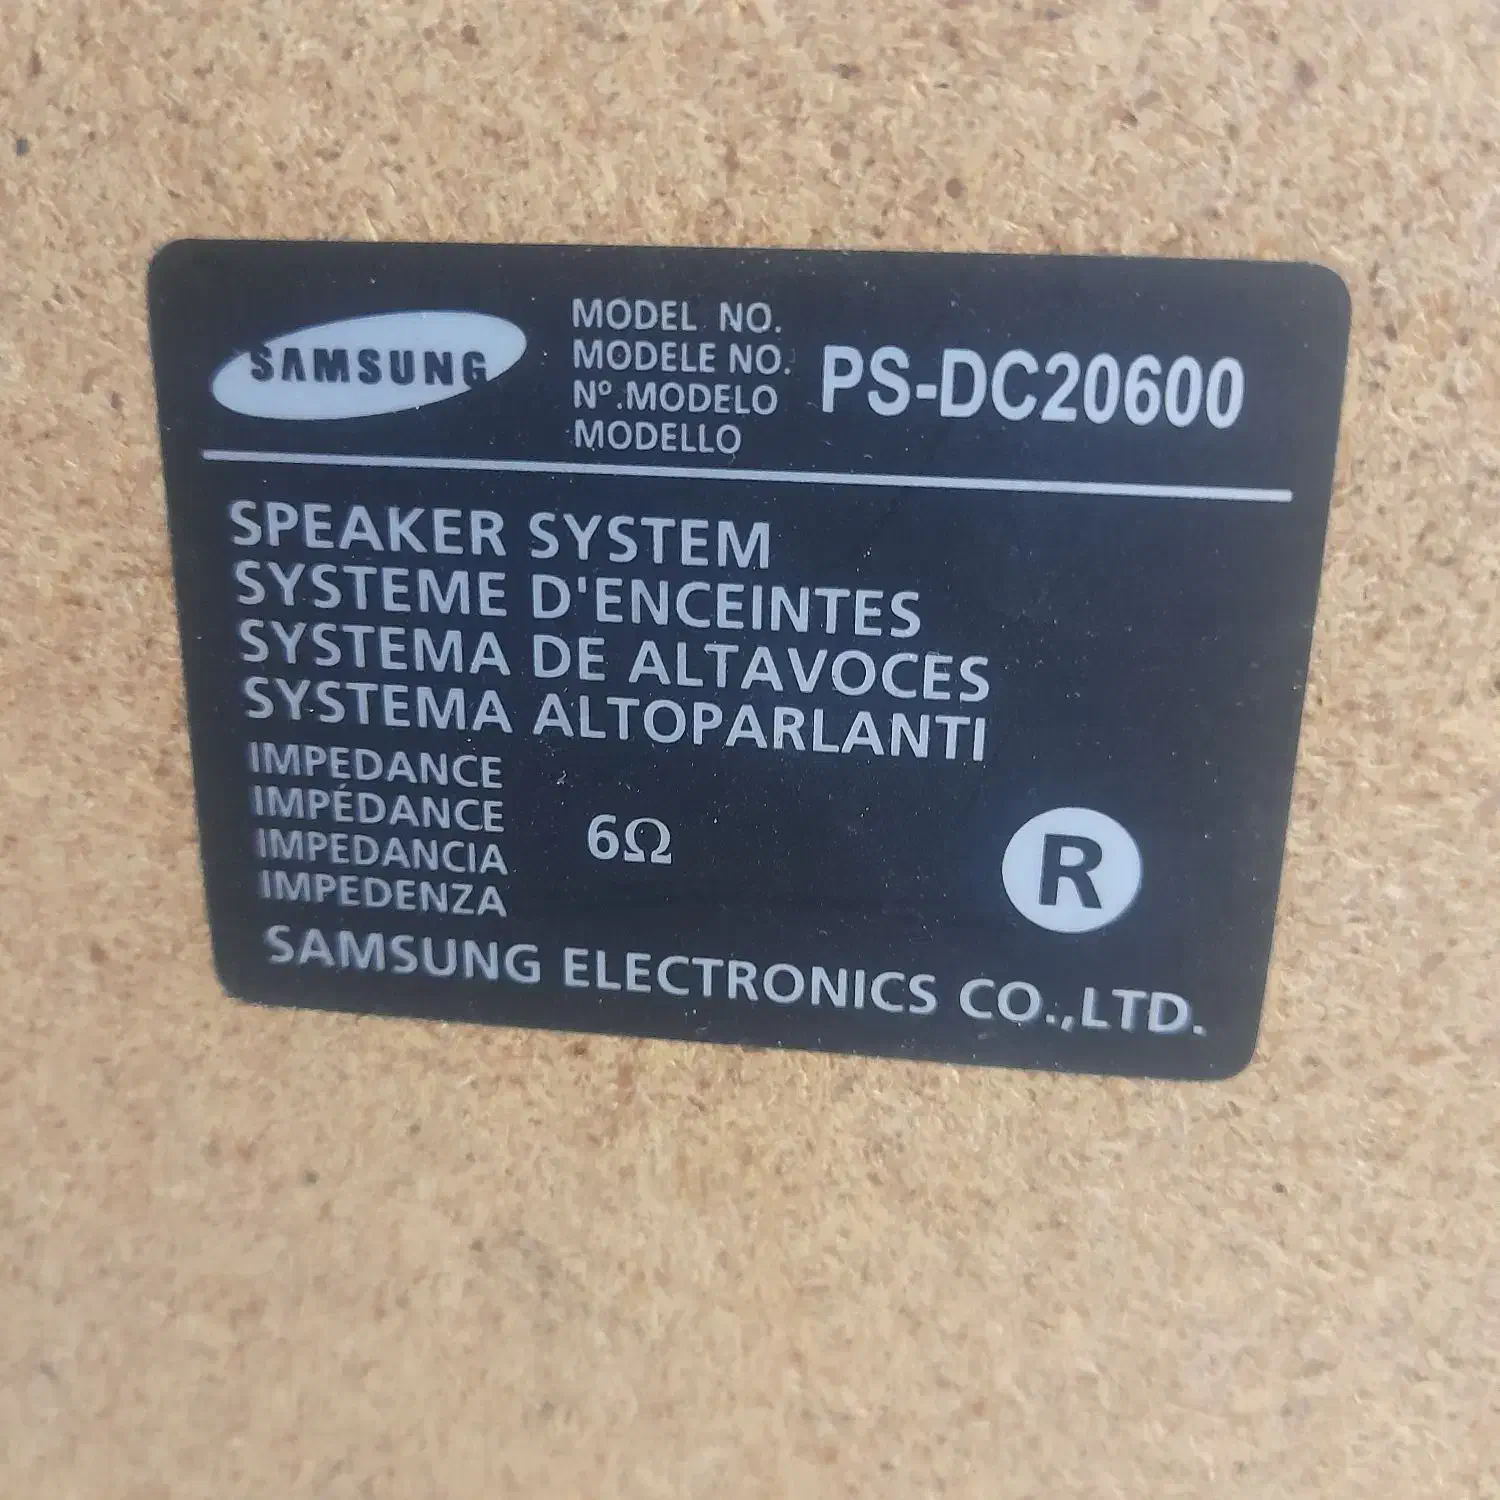 SAMSUNG
MODEL NO.
MODELE NO.
Nº.MODELO
MODELLO
PS-DC20600
SPEAKER SYSTEM
SYSTEME D'ENCEINTES
SYSTEMA DE ALTAVOCES
SYSTEMA ALTOPARLANTI
IMPEDANCE
IMPÉDANCE
IMPEDANCIA
IMPEDENZA
6Ω
R
SAMSUNG ELECTRONICS CO.,LTD.